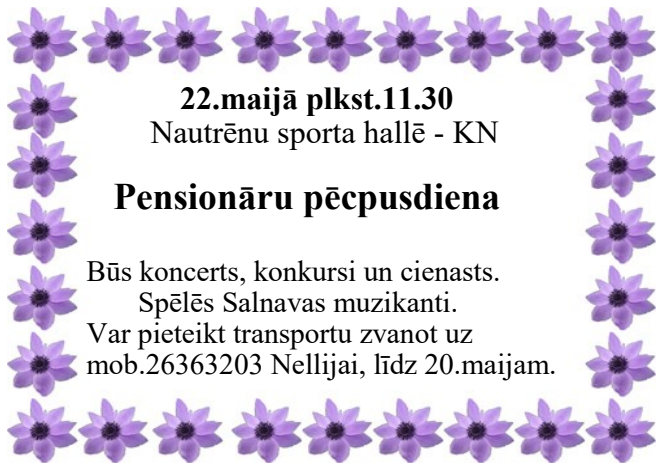 22.maijā plkst.11.30
Nautrēnu sporta hallē - KN
Pensionāru pēcpusdiena
Būs koncerts, konkursi un cienasts.
Spēlēs Salnavas muzikanti.
Var pieteikt transportu zvanot uz
mob.26363203 Nellijai, līdz 20.maijam.